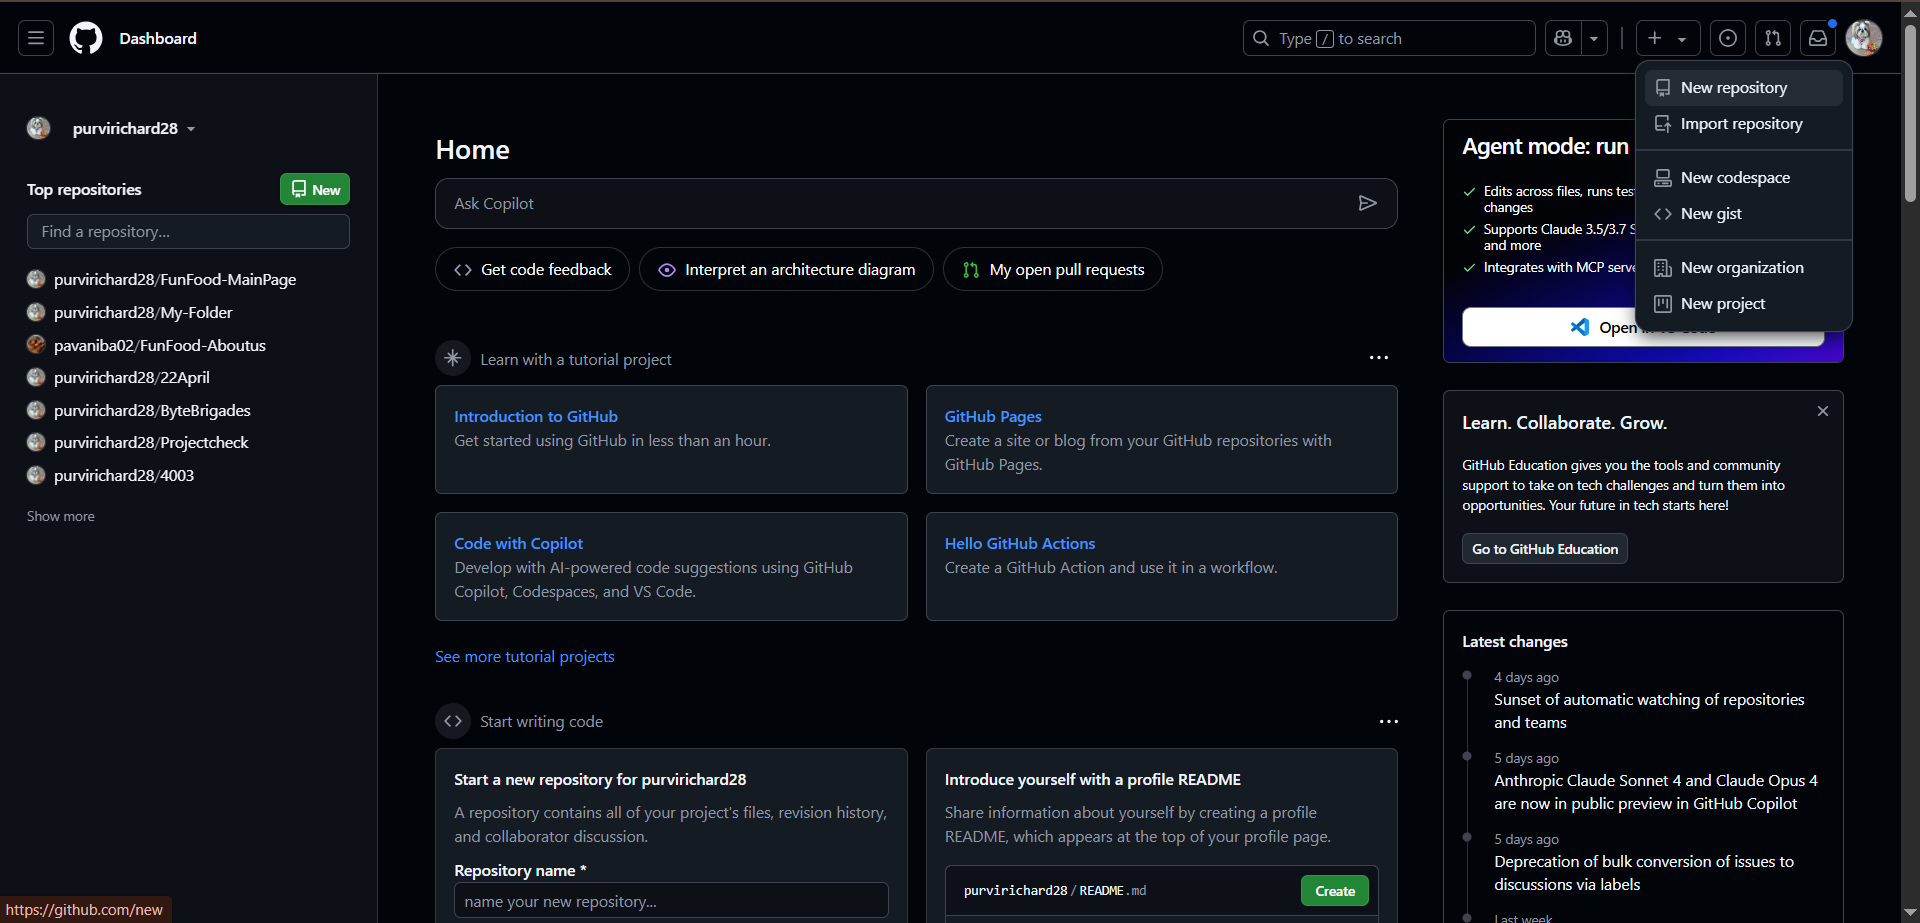 Dashboard
Type / to search
purvirichard28
Top repositories
New
Find a repository...
purvirichard28/FunFood-MainPage
purvirichard28/My-Folder
pavaniba02/FunFood-Aboutus
purvirichard28/22April
purvirichard28/ByteBrigades
purvirichard28/Projectcheck
purvirichard28/4003
Show more
Home
Ask Copilot
Get code feedback
Interpret an architecture diagram
My open pull requests
Learn with a tutorial project
Introduction to GitHub
Get started using GitHub in less than an hour.
GitHub Pages
Create a site or blog from your GitHub repositories with
GitHub Pages.
Code with Copilot
Develop with AI-powered code suggestions using GitHub
Copilot, Codespaces, and VS Code.
Hello GitHub Actions
Create a GitHub Action and use it in a workflow.
See more tutorial projects
Start writing code
Start a new repository for purvirichard28
A repository contains all of your project's files, revision history,
and collaborator discussion.
Repository name *
name your new repository...
Introduce yourself with a profile README
Share information about yourself by creating a profile
README, which appears at the top of your profile page.
purvirichard28 / README.md
Create
New repository
Import repository
New codespace
New gist
New organization
New project
Agent mode: run
Edits across files, runs
changes
Supports Claude 3.5/3.7
and more
Integrates with MCP
Open
Learn. Collaborate. Grow.
GitHub Education gives you the tools and community
support to take on tech challenges and turn them into
opportunities. Your future in tech starts here!
Go to GitHub Education
Latest changes
4 days ago
Sunset of automatic watching of repositories
and teams
5 days ago
Anthropic Claude Sonnet 4 and Claude Opus 4
are now in public preview in GitHub Copilot
5 days ago
Deprecation of bulk conversion of issues to
discussions via labels
Last week
https://github.com/new